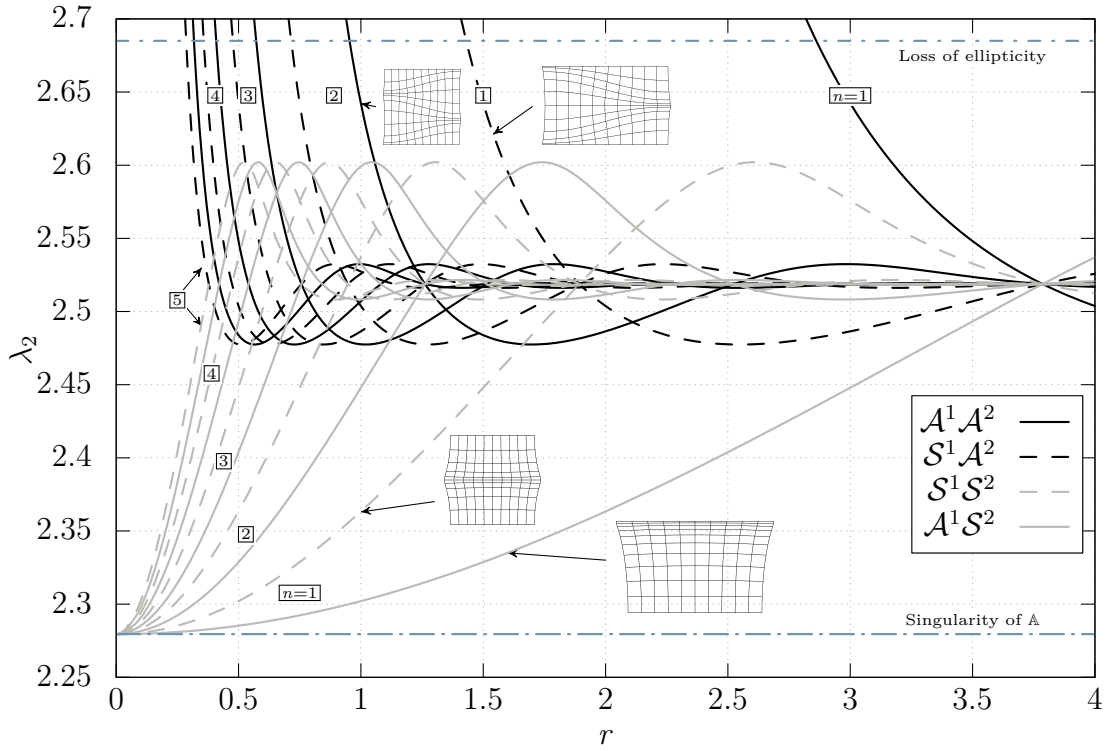 2.7
2.65
2.6
2.55
2.5
2.45
2.4
2.35
2.3
2.25
λ₂
0 0.5 1 1.5 2 2.5 3 3.5 4
r
Loss of ellipticity
4 3 2 1 n=1
5
4
3
2
n=1
𝒜¹𝒜²
𝒮¹𝒜²
𝒮¹𝒮²
𝒜¹𝒮²
Singularity of 𝔸